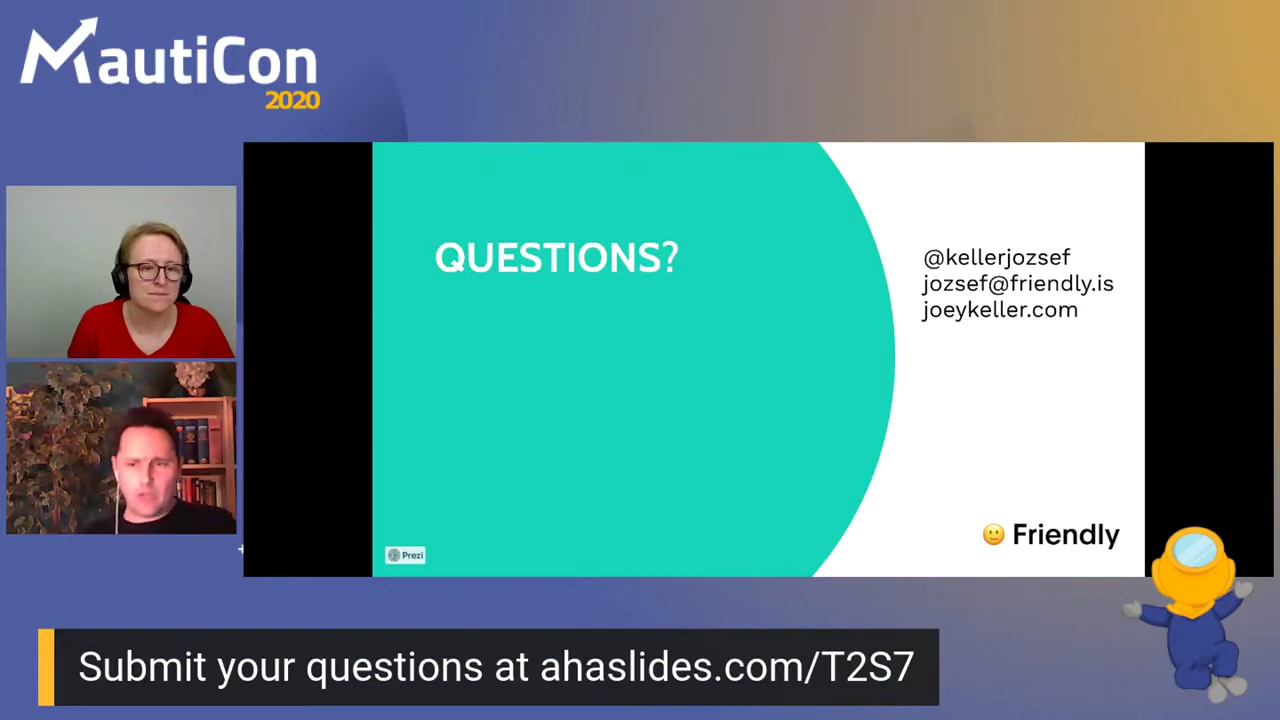 MautiCon
2020
QUESTIONS?
@kellerjozsef
jozsef@friendly.is
joeykeller.com
Friendly
Prezi
Submit your questions at ahaslides.com/T2S7